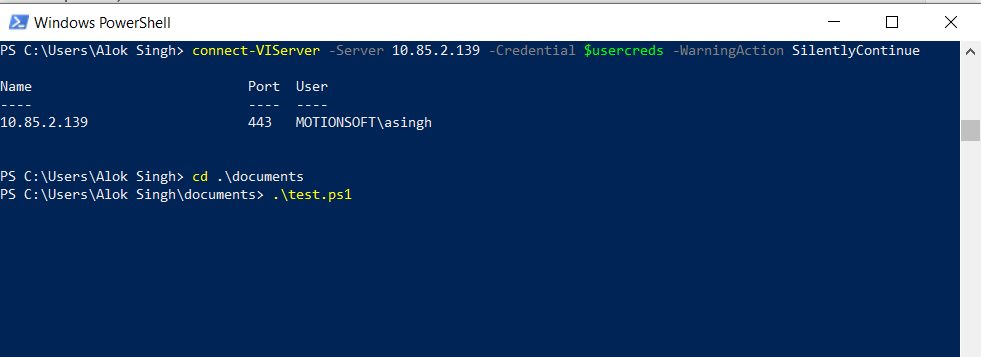 Windows PowerShell
PS C:\Users\Alok Singh> connect-VIServer -Server 10.85.2.139 -Credential $usercreds -WarningAction SilentlyContinue
Name                           Port  User
----                           ----  ----
10.85.2.139                    443   MOTIONSOFT\asingh
PS C:\Users\Alok Singh> cd .\documents
PS C:\Users\Alok Singh\documents> .\test.ps1